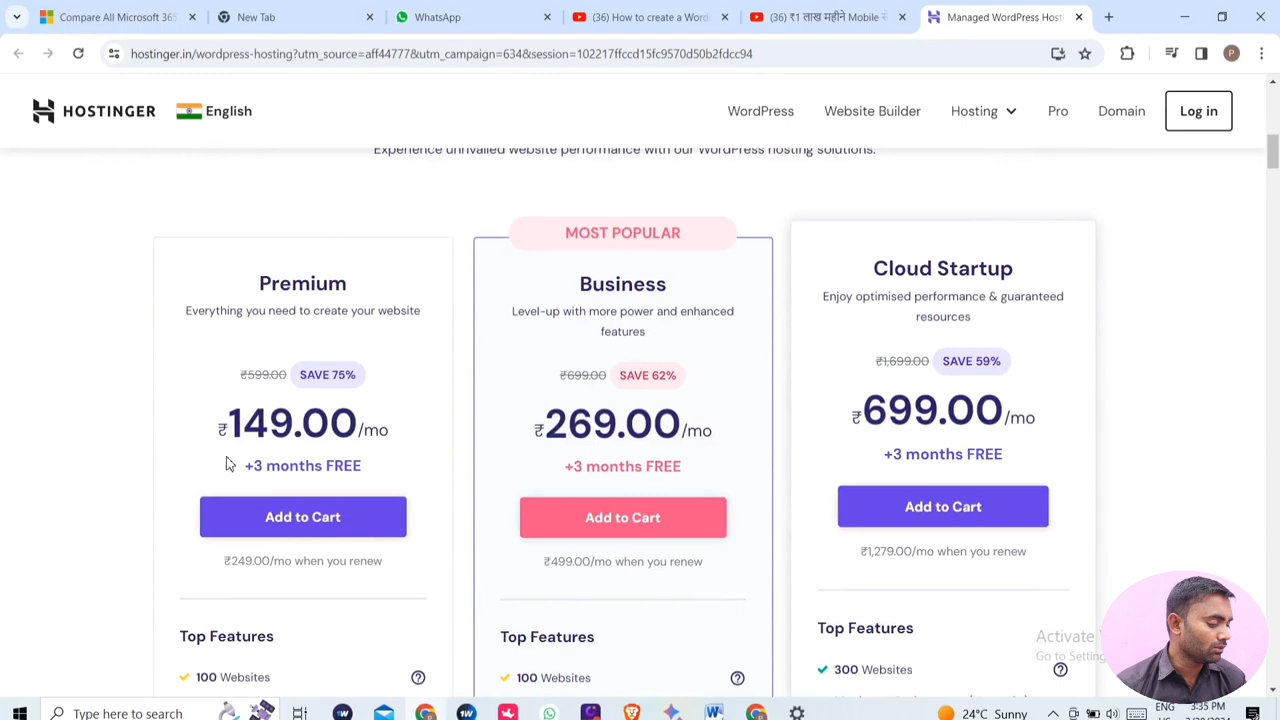 Compare All Microsoft 365
New Tab
WhatsApp
(36) How to create a Word
(36) ₹1 लाख महीने Mobile से
Managed WordPress Hosti
hostinger.in/wordpress-hosting?utm_source=aff44777&utm_campaign=634&session=102217ffccd15fc9570d50b2fdcc94
P
HOSTINGER
English
WordPress
Website Builder
Hosting
Pro
Domain
Log in
Experience unrivalled website performance with our WordPress hosting solutions.
Premium
Everything you need to create your website
₹599.00 SAVE 75%
₹149.00/mo
+3 months FREE
Add to Cart
₹249.00/mo when you renew
Top Features
100 Websites
MOST POPULAR
Business
Level-up with more power and enhanced
features
₹699.00 SAVE 62%
₹269.00/mo
+3 months FREE
Add to Cart
₹499.00/mo when you renew
Top Features
100 Websites
Cloud Startup
Enjoy optimised performance & guaranteed
resources
₹1,699.00 SAVE 59%
₹699.00/mo
+3 months FREE
Add to Cart
₹1,279.00/mo when you renew
Top Features
300 Websites
Activate
Go to Setting
Type here to search
24°C Sunny
ENG
3:35 PM